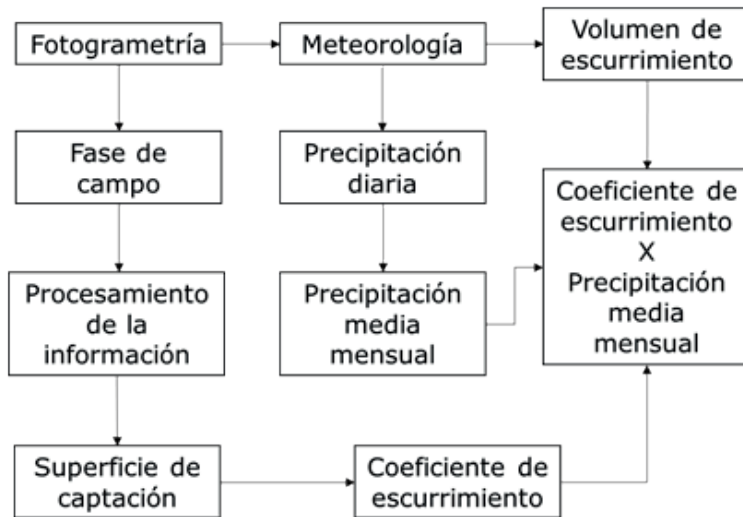 Fotogrametría
Meteorología
Volumen de
escurrimiento
Fase de
campo
Precipitación
diaria
Coeficiente de
escurrimiento
X
Precipitación
media
mensual
Procesamiento
de la
información
Precipitación
media
mensual
Superficie de
captación
Coeficiente de
escurrimiento